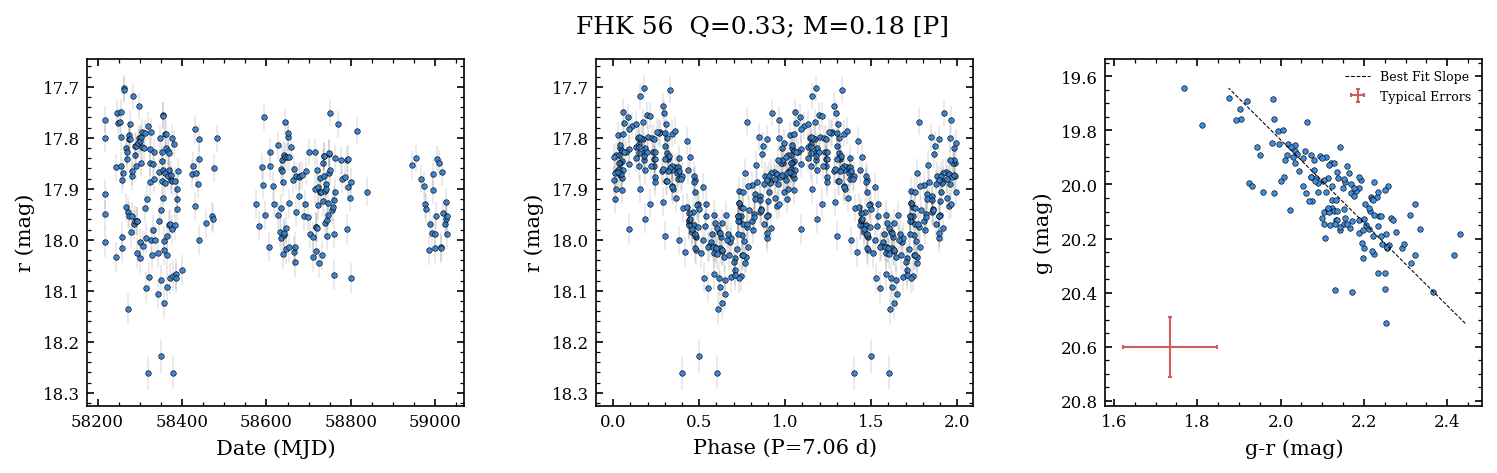 FHK 56  Q=0.33; M=0.18 [P]
17.7
17.8
17.9
18.0
18.1
18.2
18.3
r (mag)
58200 58400 58600 58800 59000
Date (MJD)
17.7
17.8
17.9
18.0
18.1
18.2
18.3
r (mag)
0.0 0.5 1.0 1.5 2.0
Phase (P=7.06 d)
Best Fit Slope
Typical Errors
19.6
19.8
20.0
20.2
20.4
20.6
20.8
g (mag)
1.6 1.8 2.0 2.2 2.4
g-r (mag)